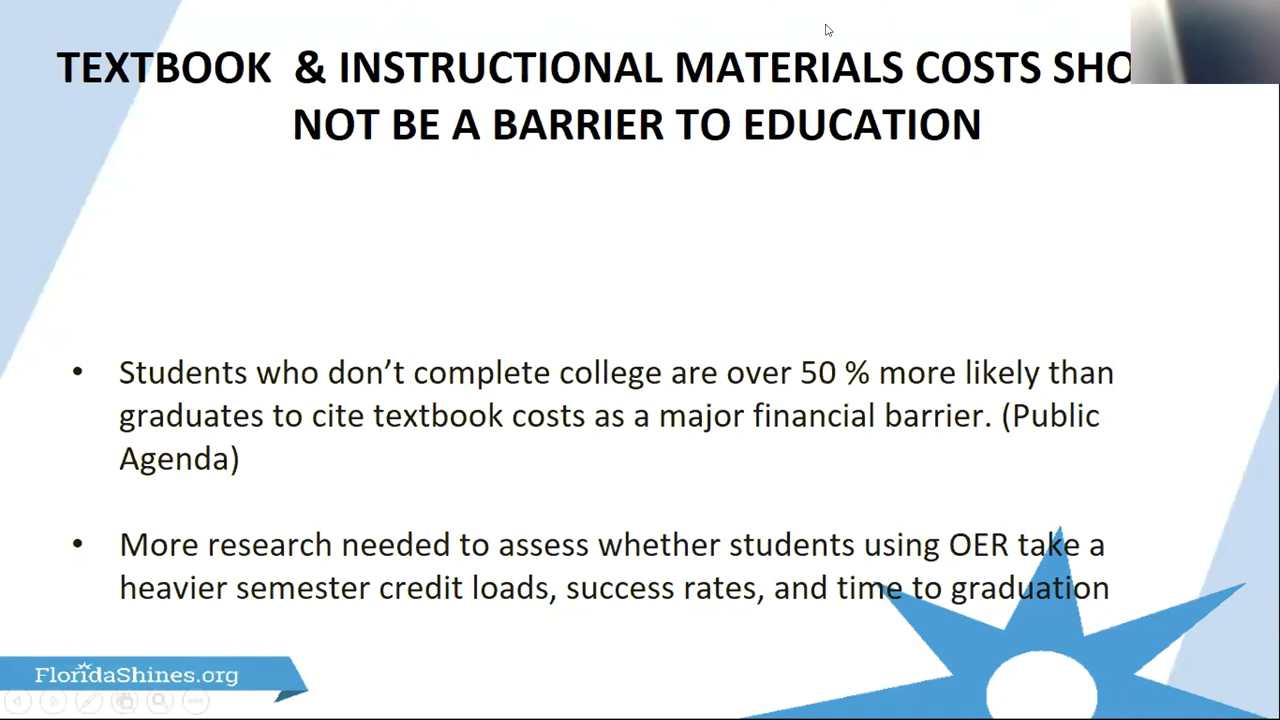 TEXTBOOK & INSTRUCTIONAL MATERIALS COSTS
NOT BE A BARRIER TO EDUCATION
• Students who don’t complete college are over 50 % more likely than
graduates to cite textbook costs as a major financial barrier. (Public
Agenda)
• More research needed to assess whether students using OER take a
heavier semester credit loads, success rates, and time to graduation
FloridaShines.org